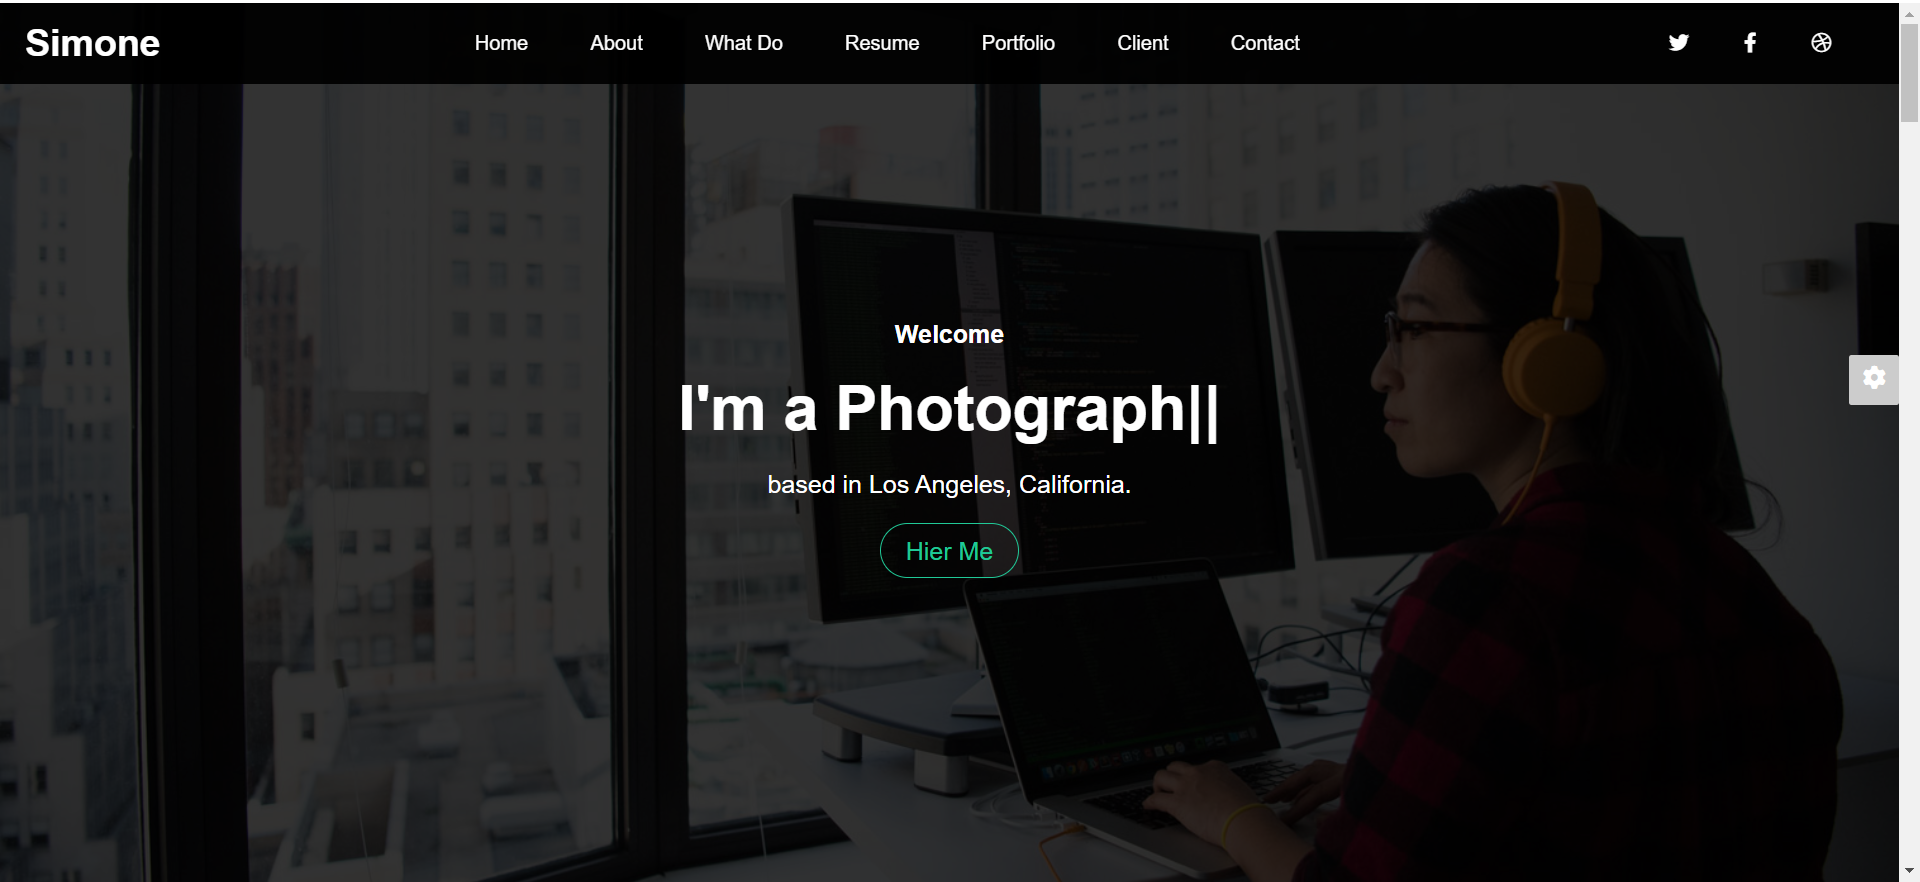 Simone
Home About What Do Resume Portfolio Client Contact
Welcome
I'm a Photograph||
based in Los Angeles, California.
Hier Me